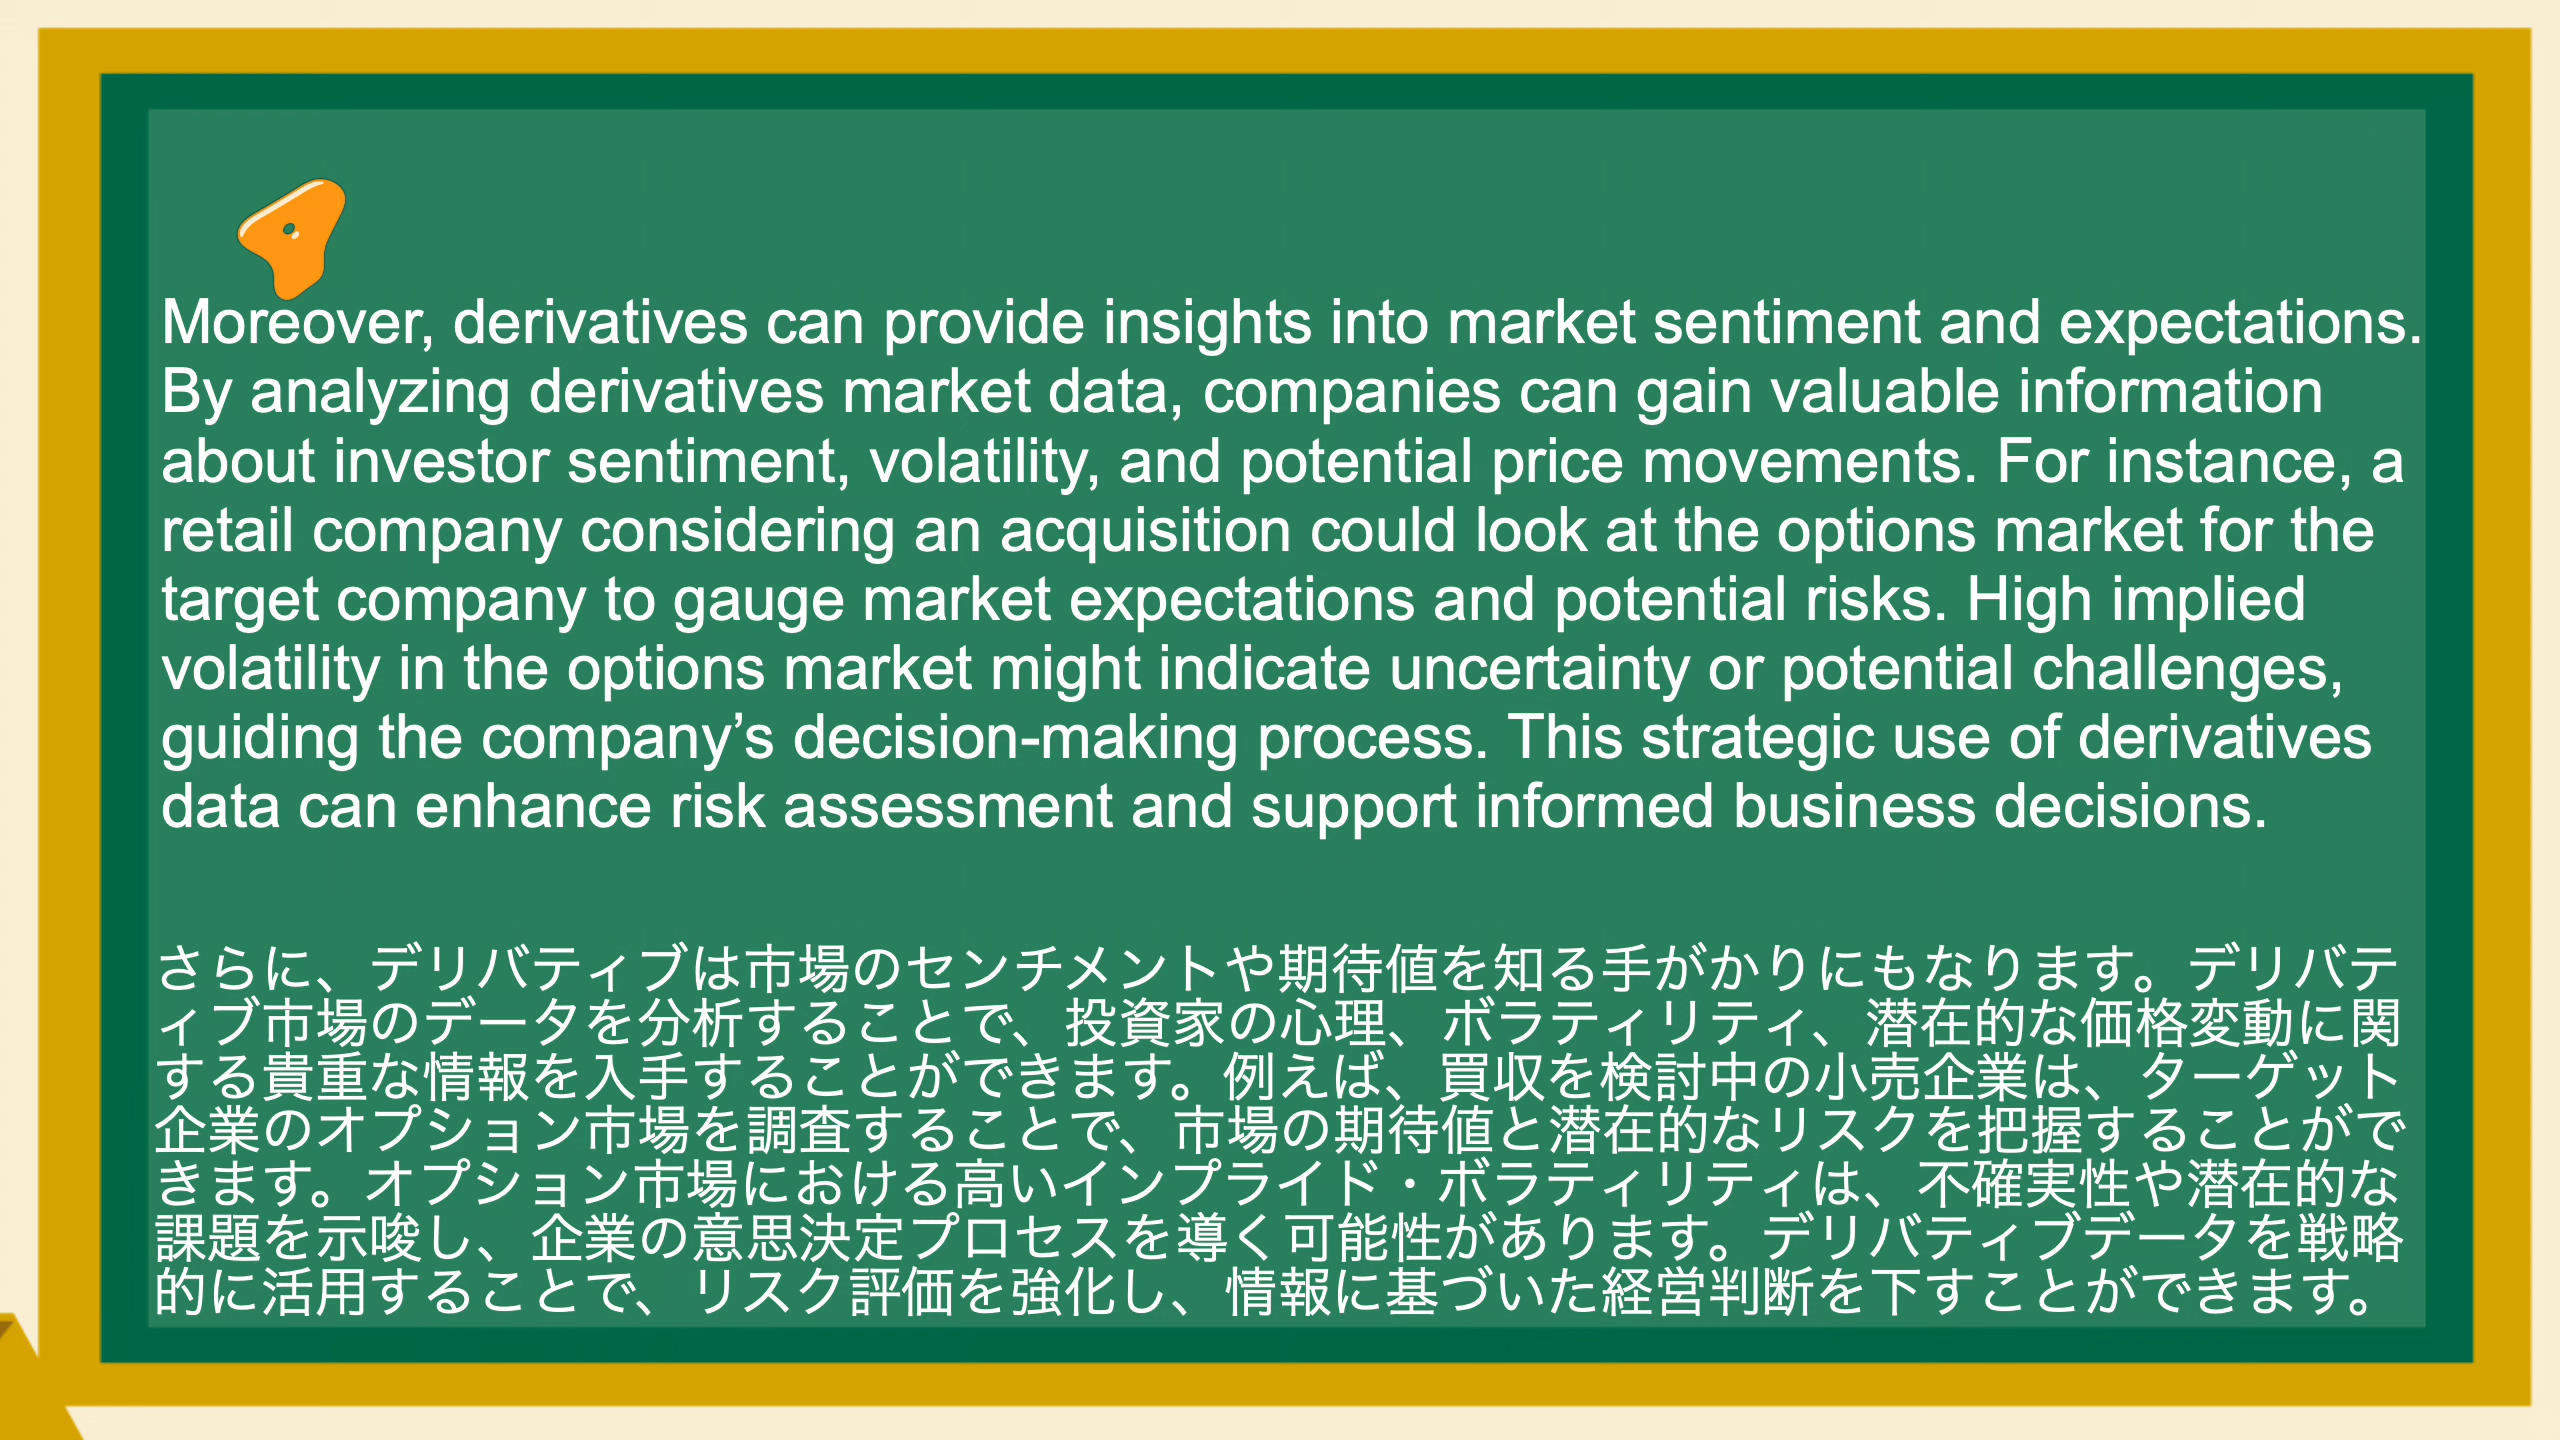 Moreover, derivatives can provide insights into market sentiment and expectations.
By analyzing derivatives market data, companies can gain valuable information
about investor sentiment, volatility, and potential price movements. For instance, a
retail company considering an acquisition could look at the options market for the
target company to gauge market expectations and potential risks. High implied
volatility in the options market might indicate uncertainty or potential challenges,
guiding the company’s decision-making process. This strategic use of derivatives
data can enhance risk assessment and support informed business decisions.
さらに、デリバティブは市場のセンチメントや期待値を知る手がかりにもなります。デリバテ
ィブ市場のデータを分析することで、投資家の心理、ボラティリティ、潜在的な価格変動に関
する貴重な情報を入手することができます。例えば、買収を検討中の小売企業は、ターゲット
企業のオプション市場を調査することで、市場の期待値と潜在的なリスクを把握することがで
きます。オプション市場における高いインプライド・ボラティリティは、不確実性や潜在的な
課題を示唆し、企業の意思決定プロセスを導く可能性があります。デリバティブデータを戦略
的に活用することで、リスク評価を強化し、情報に基づいた経営判断を下すことができます。